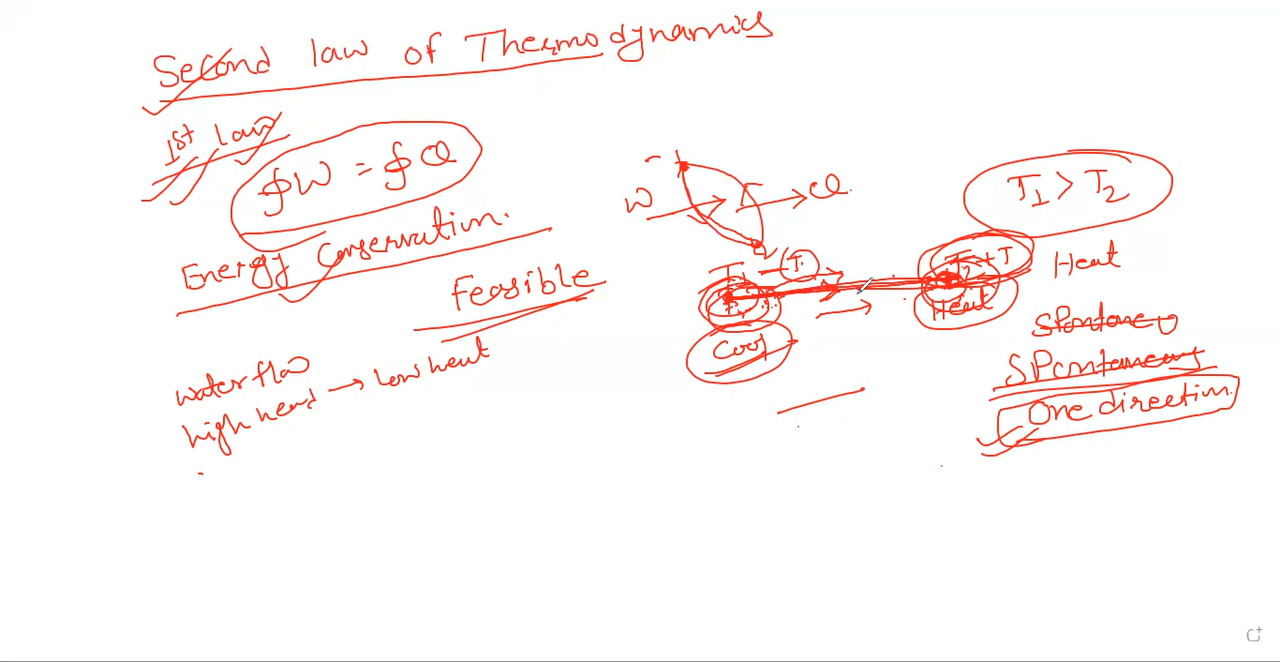 Second law of Thermodynamics
1st law
∮W = ∮Q
Energy Conservation.
Feasible
water flow
high head → low heat
W
Q
T1 > T2
Heat
Heat
Cool
Spontaneous
One direction.